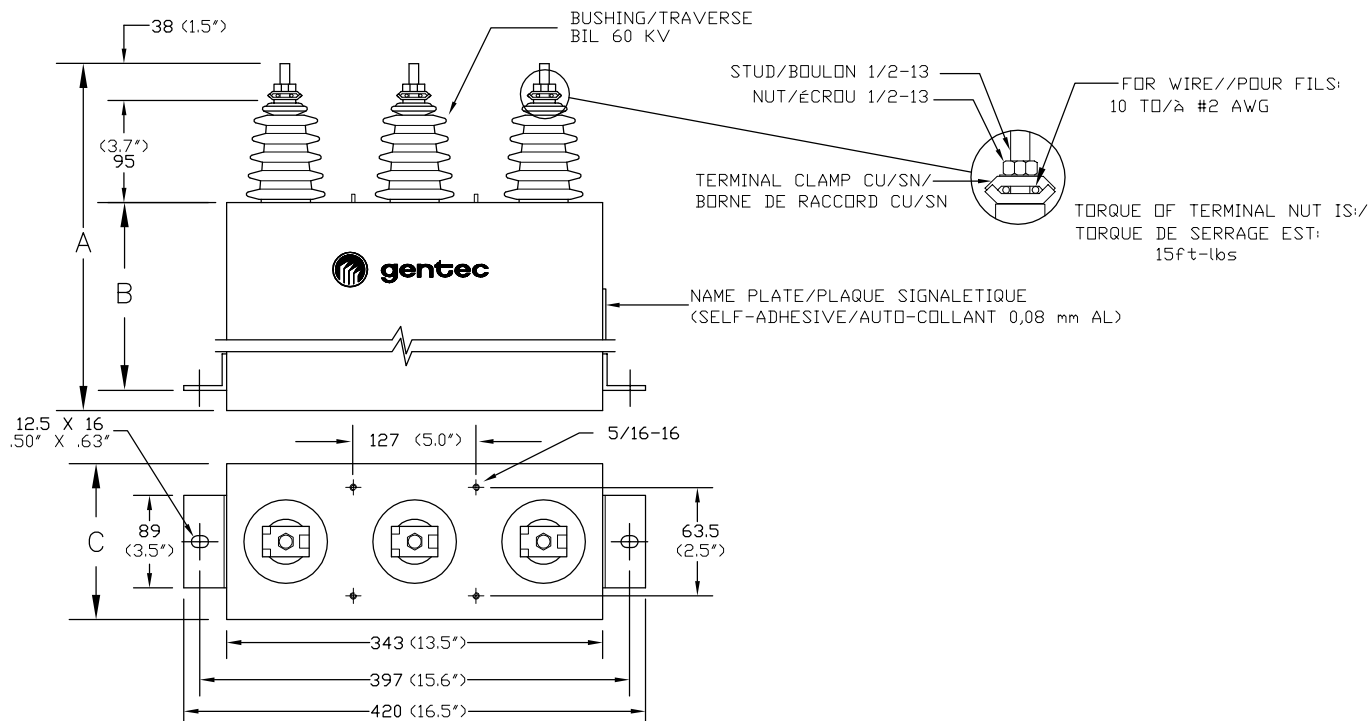 38 (1.5")
BUSHING/TRAVERSE
BIL 60 KV
STUD/BOULON 1/2-13
NUT/ÉCROU 1/2-13
FOR WIRE//POUR FILS:
10 TO/À #2 AWG
(3.7")
95
TERMINAL CLAMP CU/SN/
BORNE DE RACCORD CU/SN
TORQUE OF TERMINAL NUT IS:/
TORQUE DE SERRAGE EST:
15ft-lbs
A
B
gentec
NAME PLATE/PLAQUE SIGNALETIQUE
(SELF-ADHESIVE/AUTO-COLLANT 0,08 mm AL)
12.5 X 16
.50" X .63"
127 (5.0")
5/16-16
C
89
(3.5")
63.5
(2.5")
343 (13.5")
397 (15.6")
420 (16.5")